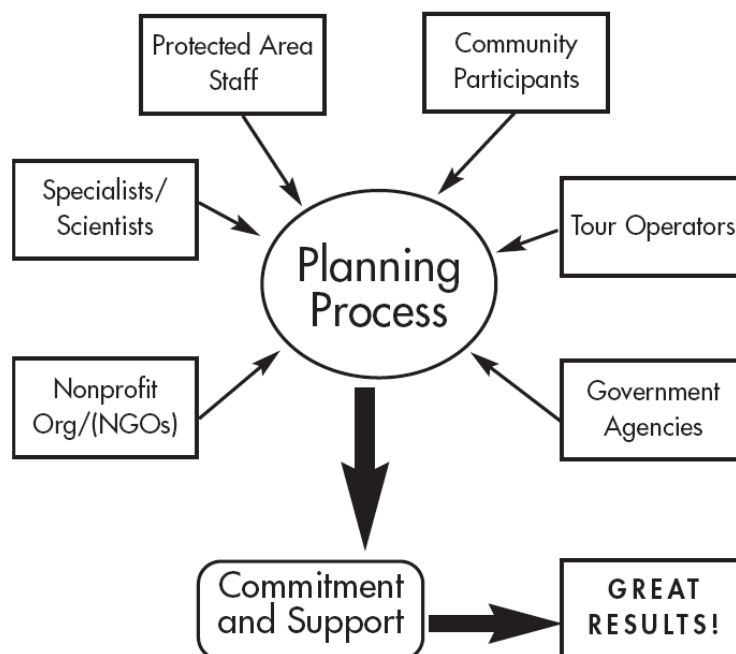 Protected Area
Staff
Community
Participants
Specialists/
Scientists
Tour Operators
Planning
Process
Nonprofit
Org/(NGOs)
Government
Agencies
Commitment
and Support
GREAT
RESULTS!